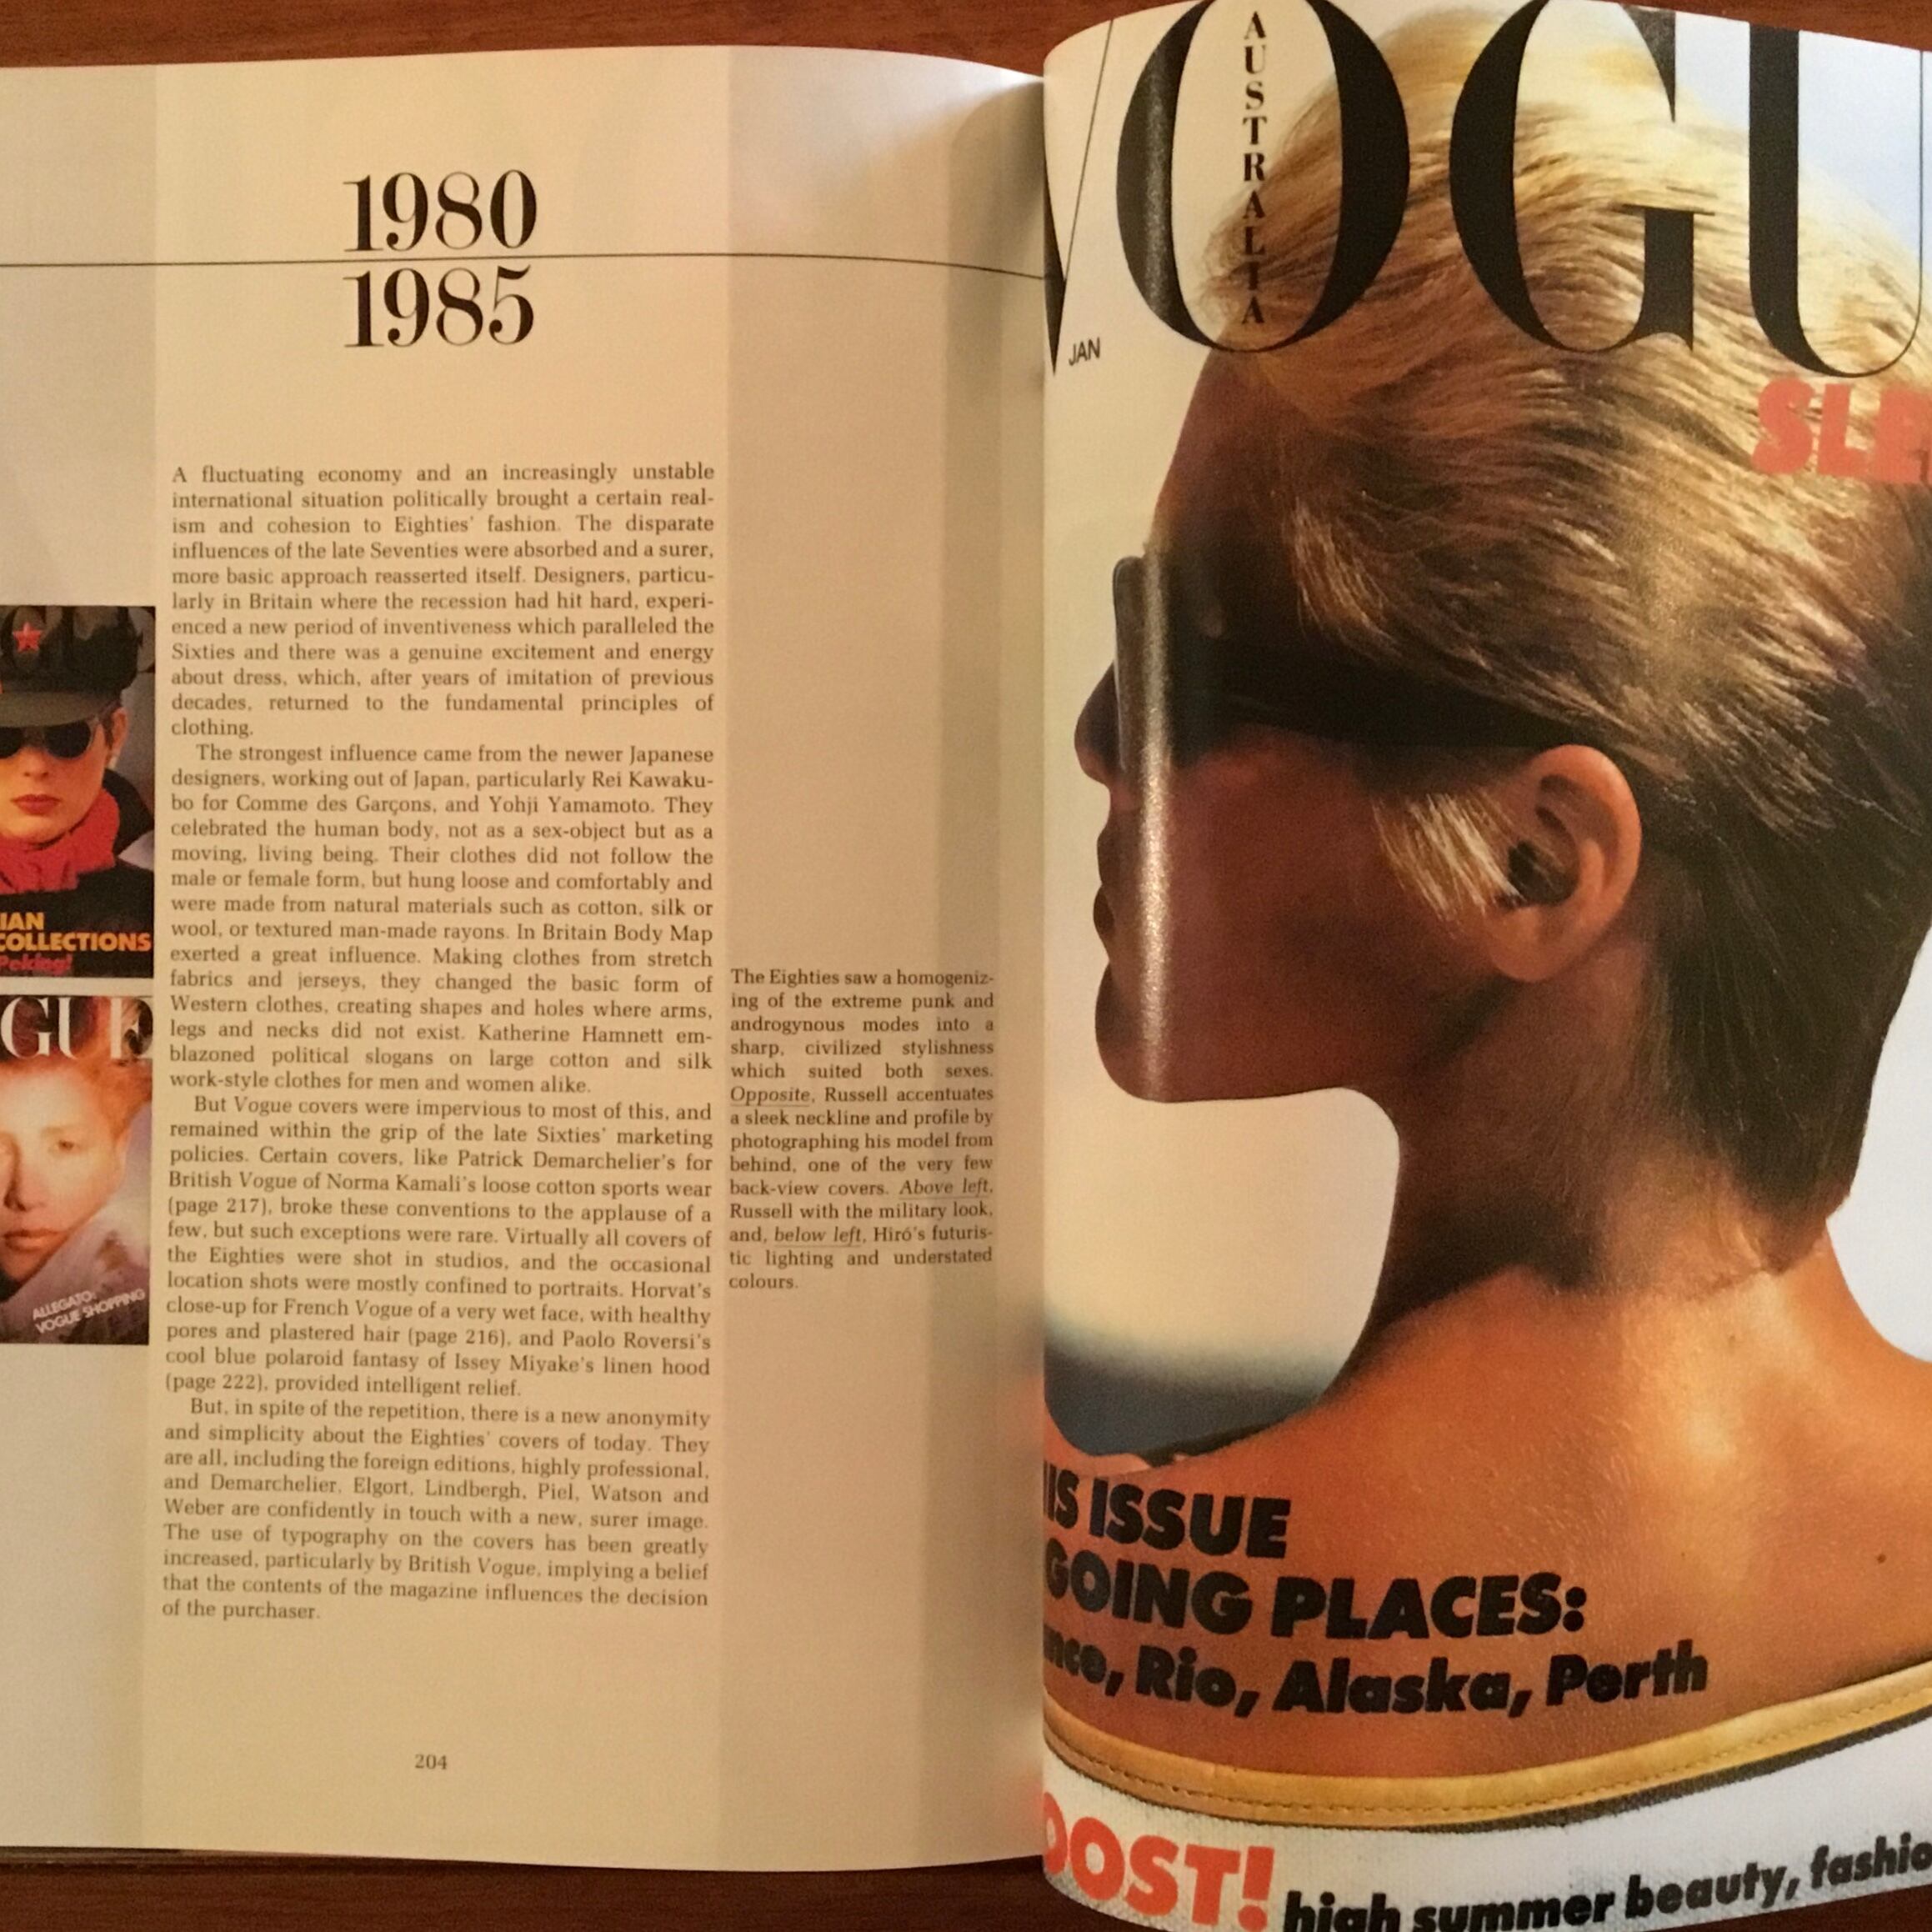 1980
1985
A fluctuating economy and an increasingly unstable
international situation politically brought a certain real-
ism and cohesion to Eighties' fashion. The disparate
influences of the late Seventies were absorbed and a surer,
more basic approach reasserted itself. Designers, particu-
larly in Britain where the recession had hit hard, experi-
enced a new period of inventiveness which paralleled the
Sixties and there was a genuine excitement and energy
about dress, which, after years of imitation of previous
decades, returned to the fundamental principles of
clothing.
The strongest influence came from the newer Japanese
designers, working out of Japan, particularly Rei Kawaku-
bo for Comme des Garçons, and Yohji Yamamoto. They
celebrated the human body, not as a sex-object but as a
moving, living being. Their clothes did not follow the
male or female form, but hung loose and comfortably and
were made from natural materials such as cotton, silk or
wool, or textured man-made rayons. In Britain Body Map
exerted a great influence. Making clothes from stretch
fabrics and jerseys, they changed the basic form of
Western clothes, creating shapes and holes where arms,
legs and necks did not exist. Katherine Hamnett em-
blazoned political slogans on large cotton and silk
work-style clothes for men and women alike.
But Vogue covers were impervious to most of this, and
remained within the grip of the late Sixties' marketing
policies. Certain covers, like Patrick Demarchelier's for
British Vogue of Norma Kamali's loose cotton sports wear
(page 217), broke these conventions to the applause of a
few, but such exceptions were rare. Virtually all covers of
the Eighties were shot in studios, and the occasional
location shots were mostly confined to portraits. Horvat's
close-up for French Vogue of a very wet face, with healthy
pores and plastered hair (page 216), and Paolo Roversi's
cool blue polaroid fantasy of Issey Miyake's linen hood
(page 222), provided intelligent relief.
But, in spite of the repetition, there is a new anonymity
and simplicity about the Eighties' covers of today. They
are all, including the foreign editions, highly professional,
and Demarchelier, Elgort, Lindbergh, Piel, Watson and
Weber are confidently in touch with a new, surer image.
The use of typography on the covers has been greatly
increased, particularly by British Vogue, implying a belief
that the contents of the magazine influences the decision
of the purchaser.
204
The Eighties saw a homogeniz-
ing of the extreme punk and
androgynous modes into a
sharp, civilized stylishness
which suited both sexes.
Opposite, Russell accentuates
a sleek neckline and profile by
photographing his model from
behind, one of the very few
back-view covers. Above left,
Russell with the military look,
and, below left, Hiró's futuris-
tic lighting and understated
colours.
IAN
COLLECTIONS
Peking!
GUE
ALLEGATO:
VOGUE SHOPPING
VOGU
AUSTRALIA
JAN
SLE
IS ISSUE
GOING PLACES:
nce, Rio, Alaska, Perth
OOST!
high summer beauty, fashio